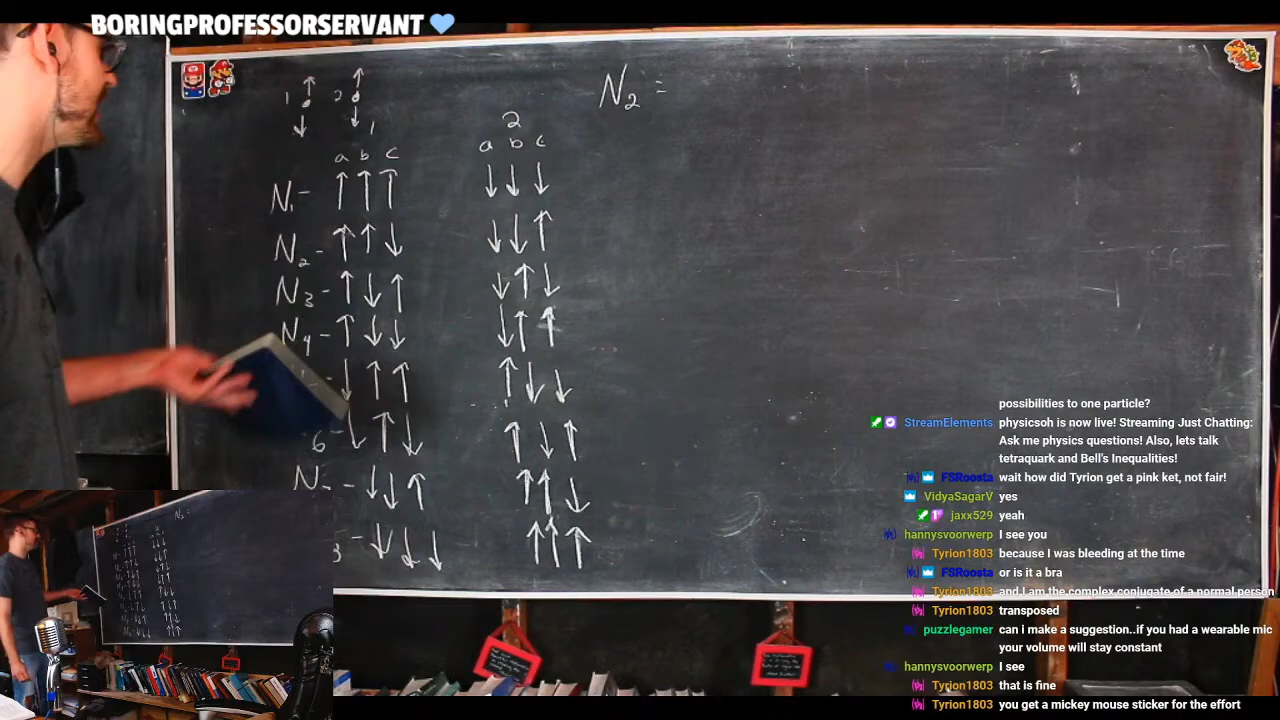 BORINGPROFESSORSERVANT 💙
1 ↑ ↓ 2 ↑ ↓
N₂ =
1 2
a b c a b c
N₁ - ↑ ↑ ↑ ↓ ↓ ↓
N₂ - ↑ ↑ ↓ ↓ ↓ ↑
N₃ - ↑ ↓ ↑ ↓ ↑ ↓
N₄ - ↑ ↓ ↓ ↓ ↑ ↑
- ↓ ↑ ↑ ↑ ↓ ↓
6 - ↓ ↑ ↓ ↑ ↓ ↑
N - ↓ ↓ ↑ ↑ ↑ ↓
- ↓ ↓ ↓ ↑ ↑ ↑
possibilities to one particle?
StreamElements physicsoh is now live! Streaming Just Chatting:
Ask me physics questions! Also, lets talk
tetraquark and Bell's Inequalities!
FSRoosta wait how did Tyrion get a pink ket, not fair!
VidyaSagarV yes
jaxx529 yeah
hannysvoorwerp I see you
Tyrion1803 because I was bleeding at the time
FSRoosta or is it a bra
Tyrion1803 and I am the complex conjugate of a normal person
Tyrion1803 transposed
puzzlegamer can i make a suggestion..if you had a wearable mic
your volume will stay constant
hannysvoorwerp I see
Tyrion1803 that is fine
Tyrion1803 you get a mickey mouse sticker for the effort